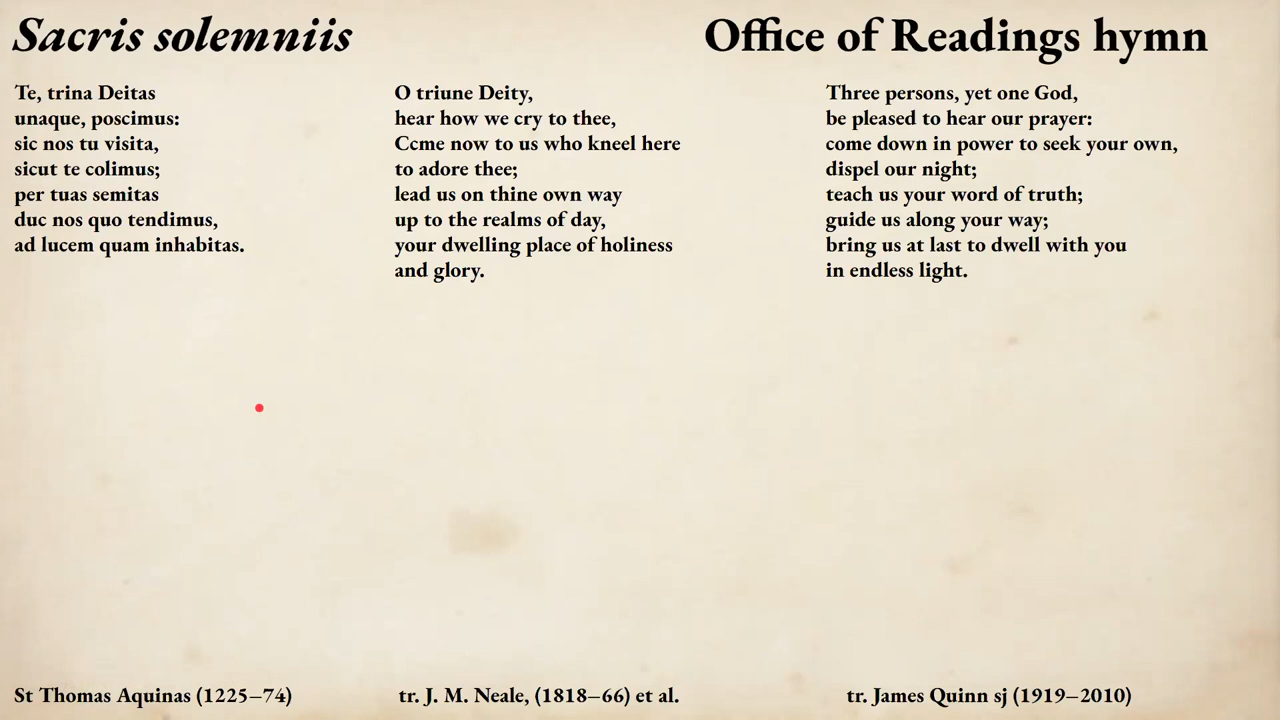 Sacris solemniis
Office of Readings hymn
Te, trina Deitas
unaque, poscimus:
sic nos tu visita,
sicut te colimus;
per tuas semitas
duc nos quo tendimus,
ad lucem quam inhabitas.
O triune Deity,
hear how we cry to thee,
Ccme now to us who kneel here
to adore thee;
lead us on thine own way
up to the realms of day,
your dwelling place of holiness
and glory.
Three persons, yet one God,
be pleased to hear our prayer:
come down in power to seek your own,
dispel our night;
teach us your word of truth;
guide us along your way;
bring us at last to dwell with you
in endless light.
St Thomas Aquinas (1225–74)
tr. J. M. Neale, (1818–66) et al.
tr. James Quinn sj (1919–2010)